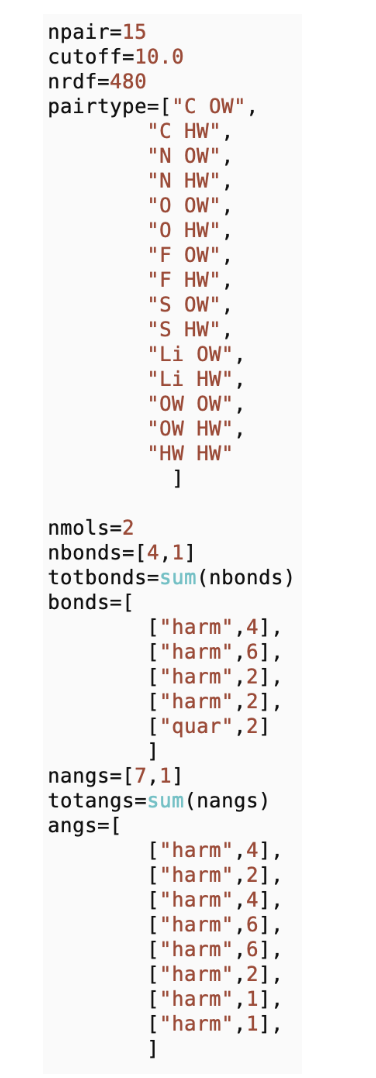 npair=15
cutoff=10.0
nrdf=480
pairtype=["C OW",
"C HW",
"N OW",
"N HW",
"O OW",
"O HW",
"F OW",
"F HW",
"S OW",
"S HW",
"Li OW",
"Li HW",
"OW OW",
"OW HW",
"HW HW"
]
nmols=2
nbonds=[4,1]
totbonds=sum(nbonds)
bonds=[
["harm",4],
["harm",6],
["harm",2],
["harm",2],
["quar",2]
]
nangs=[7,1]
totangs=sum(nangs)
angs=[
["harm",4],
["harm",2],
["harm",4],
["harm",6],
["harm",6],
["harm",2],
["harm",1],
["harm",1],
]